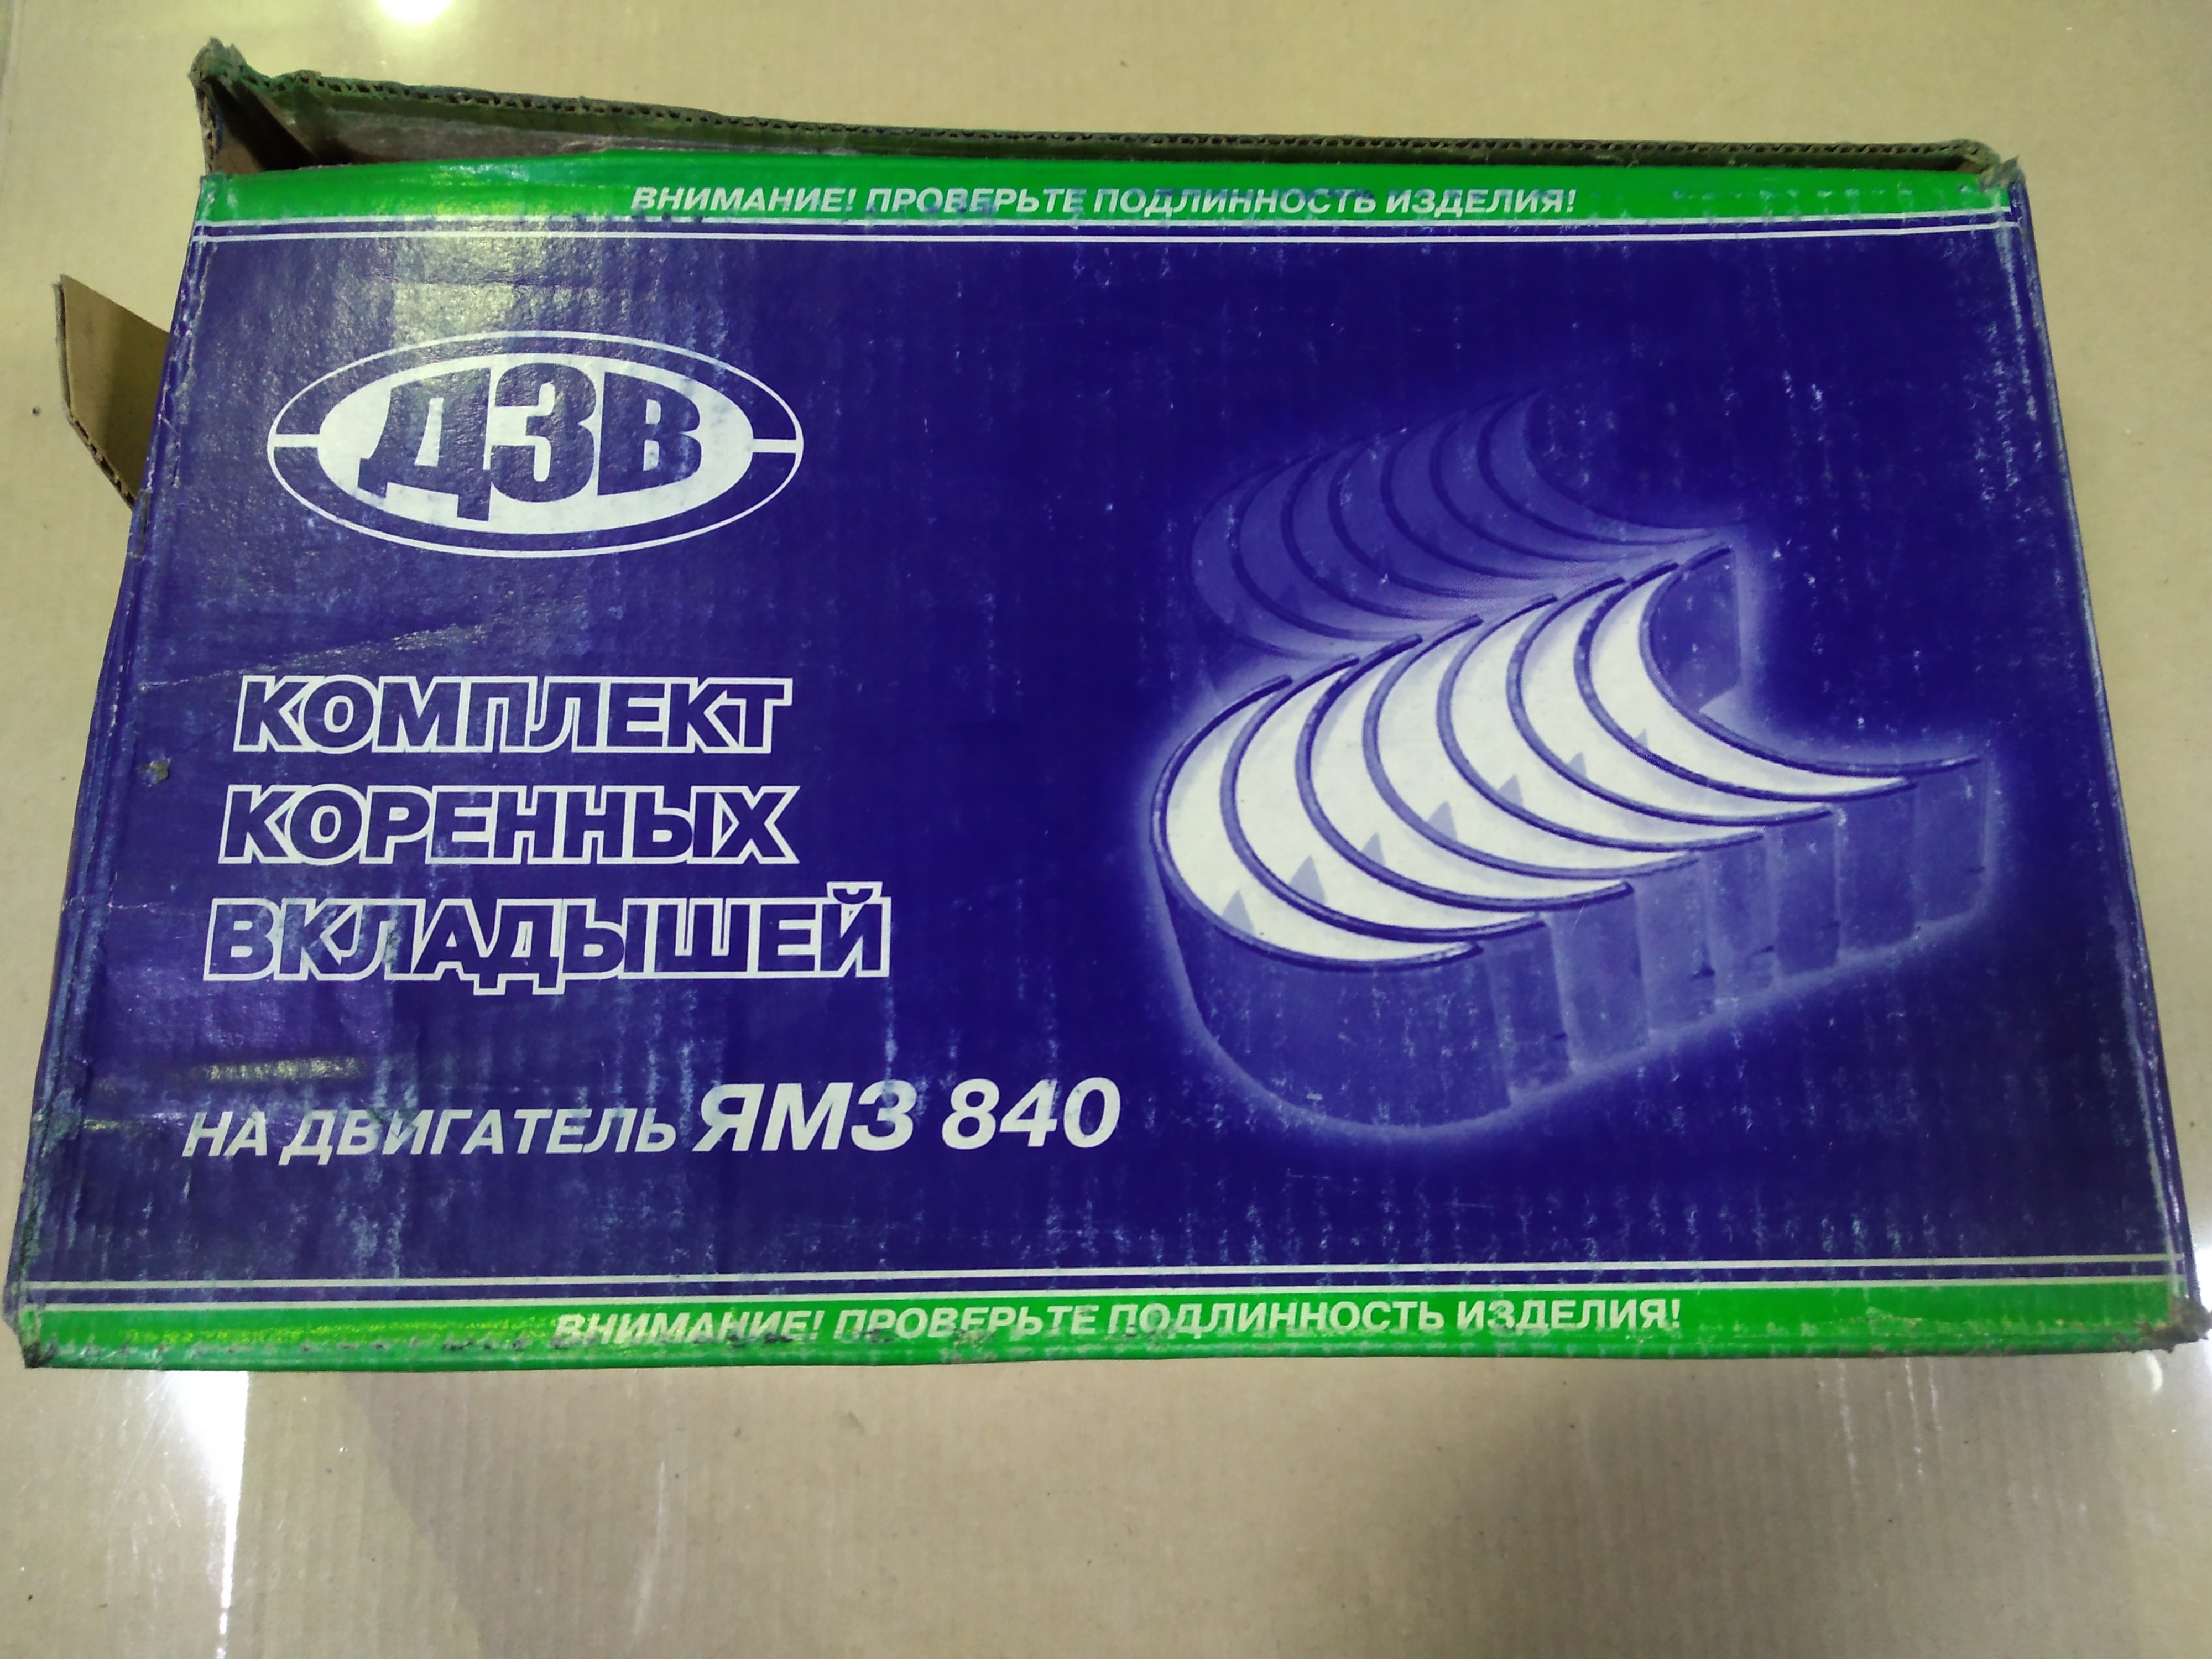 ВНИМАНИЕ! ПРОВЕРЬТЕ ПОДЛИННОСТЬ ИЗДЕЛИЯ!
ДЗВ
КОМПЛЕКТ
КОРЕННЫХ
ВКЛАДЫШЕЙ
НА ДВИГАТЕЛЬ ЯМЗ 840
ВНИМАНИЕ! ПРОВЕРЬТЕ ПОДЛИННОСТЬ ИЗДЕЛИЯ!